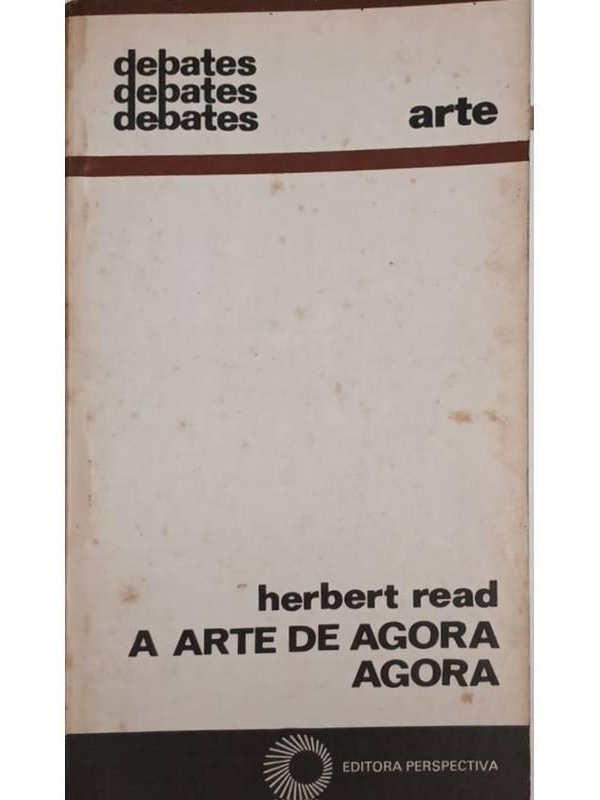 debates
debates
debates
arte
herbert read
A ARTE DE AGORA
AGORA
EDITORA PERSPECTIVA